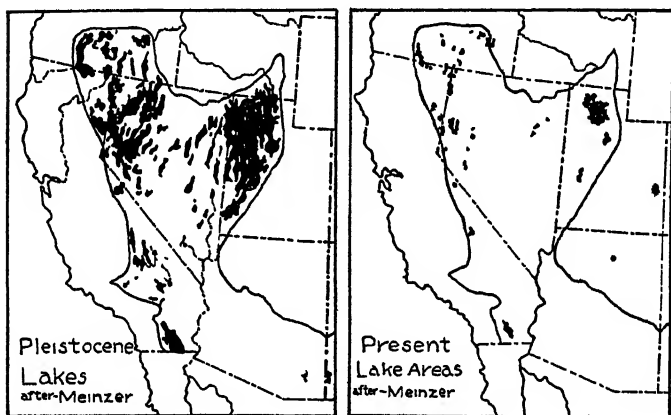 Pleistocene
Lakes
after-Meinzer
Present
Lake Areas
after-Meinzer